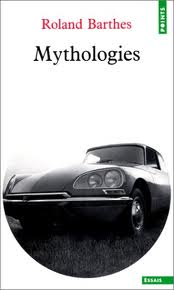 Roland Barthes
Mythologies
POINTS
ESSAIS